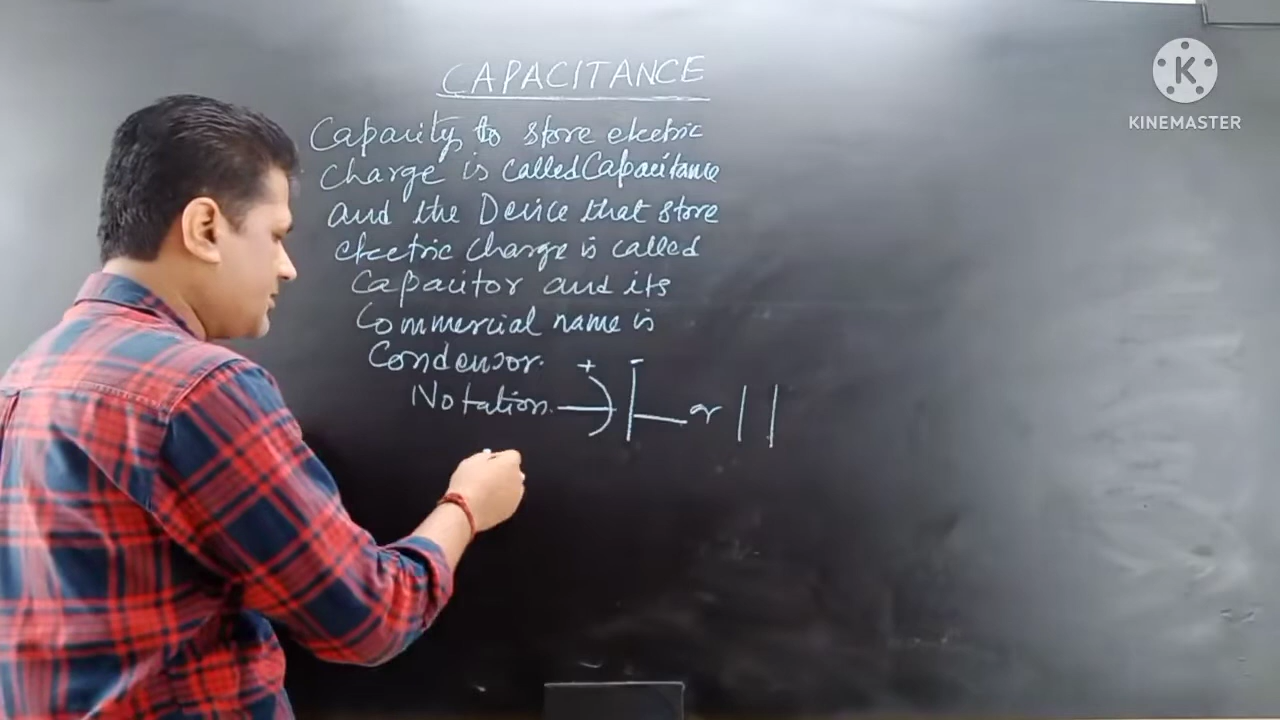 CAPACITANCE
Capacity to store electric
charge is called Capacitance
and the Device that store
electric charge is called
Capacitor and its
Commercial name is
Condensor.
Notation. + - or
K
KINEMASTER